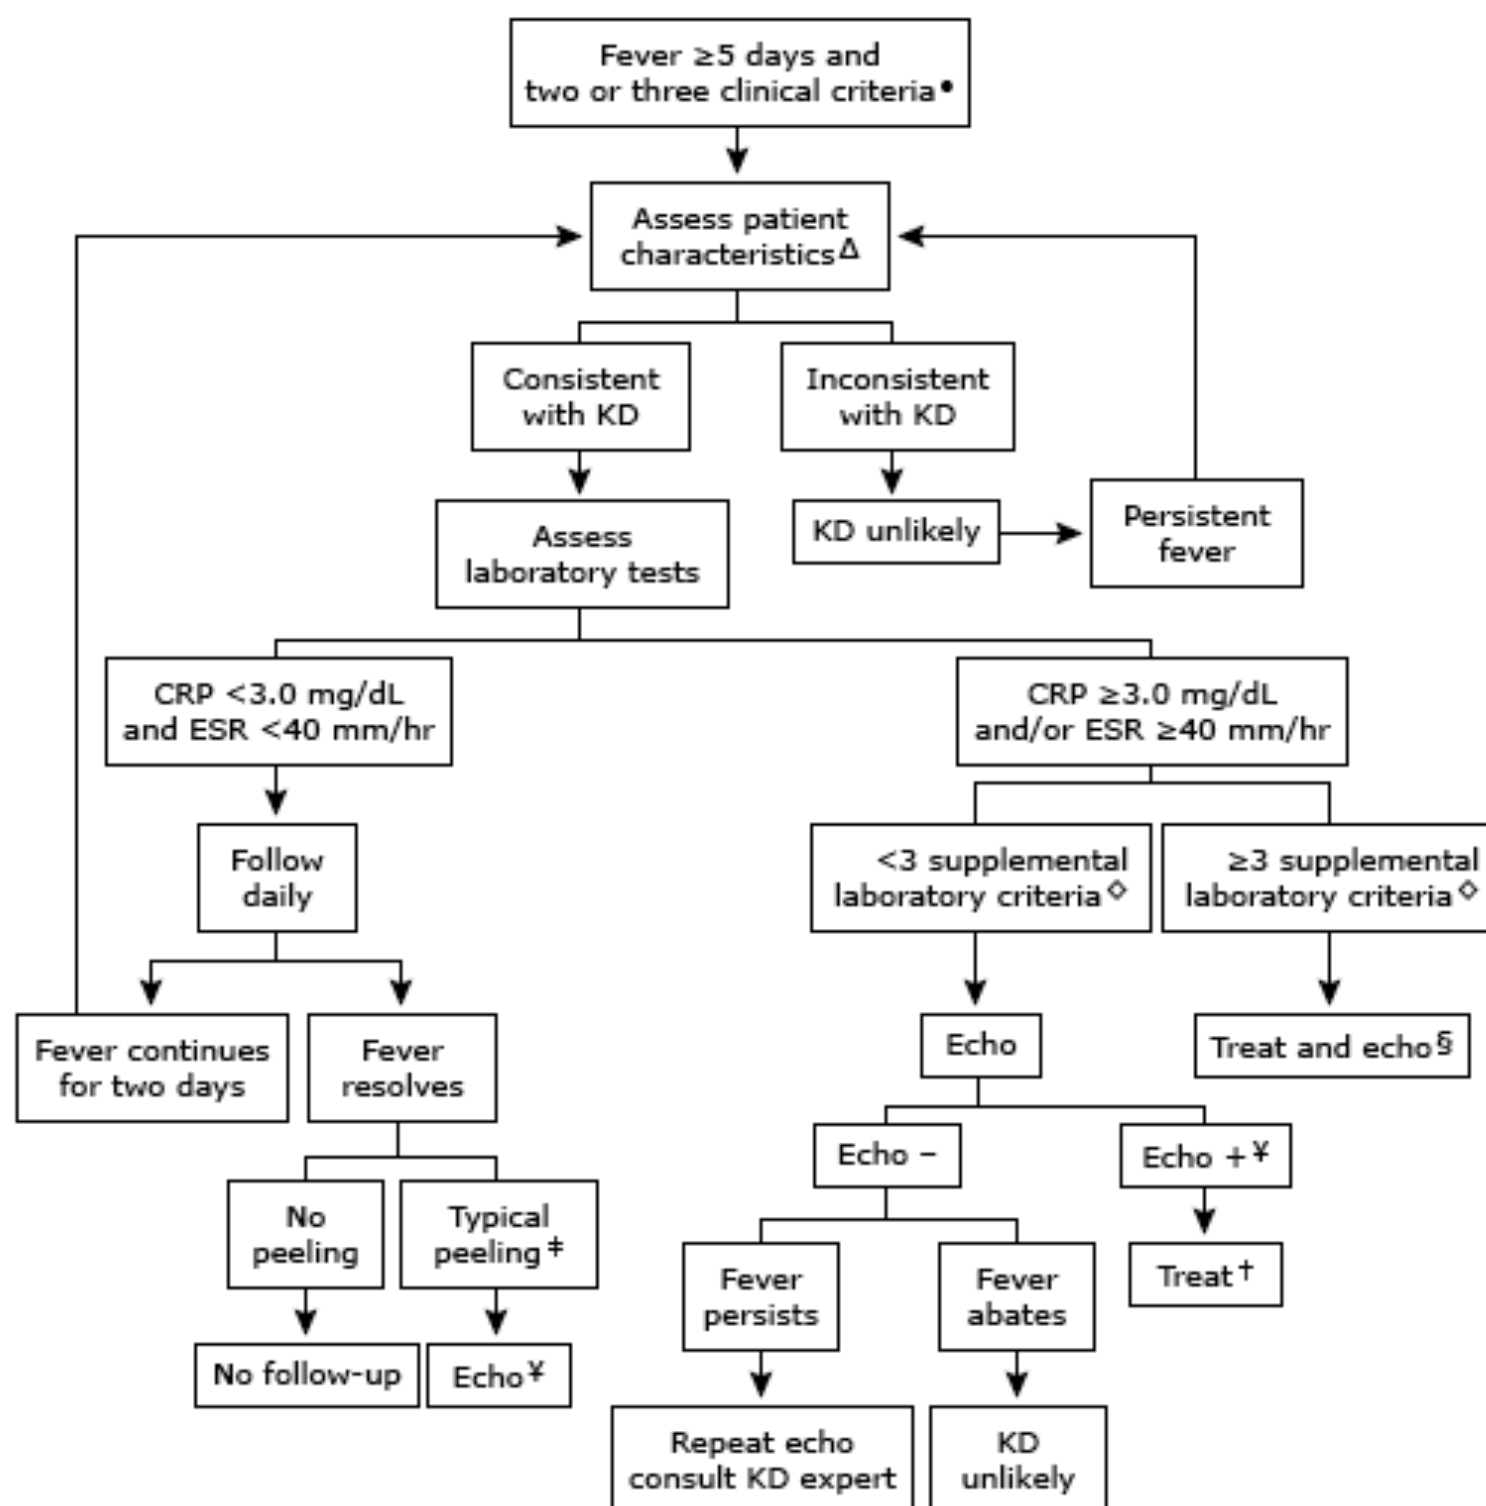 Fever ≥5 days and
two or three clinical criteria•
Assess patient
characteristicsΔ
Consistent
with KD
Inconsistent
with KD
Assess
laboratory tests
KD unlikely
Persistent
fever
CRP <3.0 mg/dL
and ESR <40 mm/hr
CRP ≥3.0 mg/dL
and/or ESR ≥40 mm/hr
Follow
daily
<3 supplemental
laboratory criteria◇
≥3 supplemental
laboratory criteria◇
Fever continues
for two days
Fever
resolves
Echo
Treat and echo§
Echo –
Echo +¥
No
peeling
Typical
peeling‡
Fever
persists
Fever
abates
Treat†
No follow-up
Echo¥
Repeat echo
consult KD expert
KD
unlikely